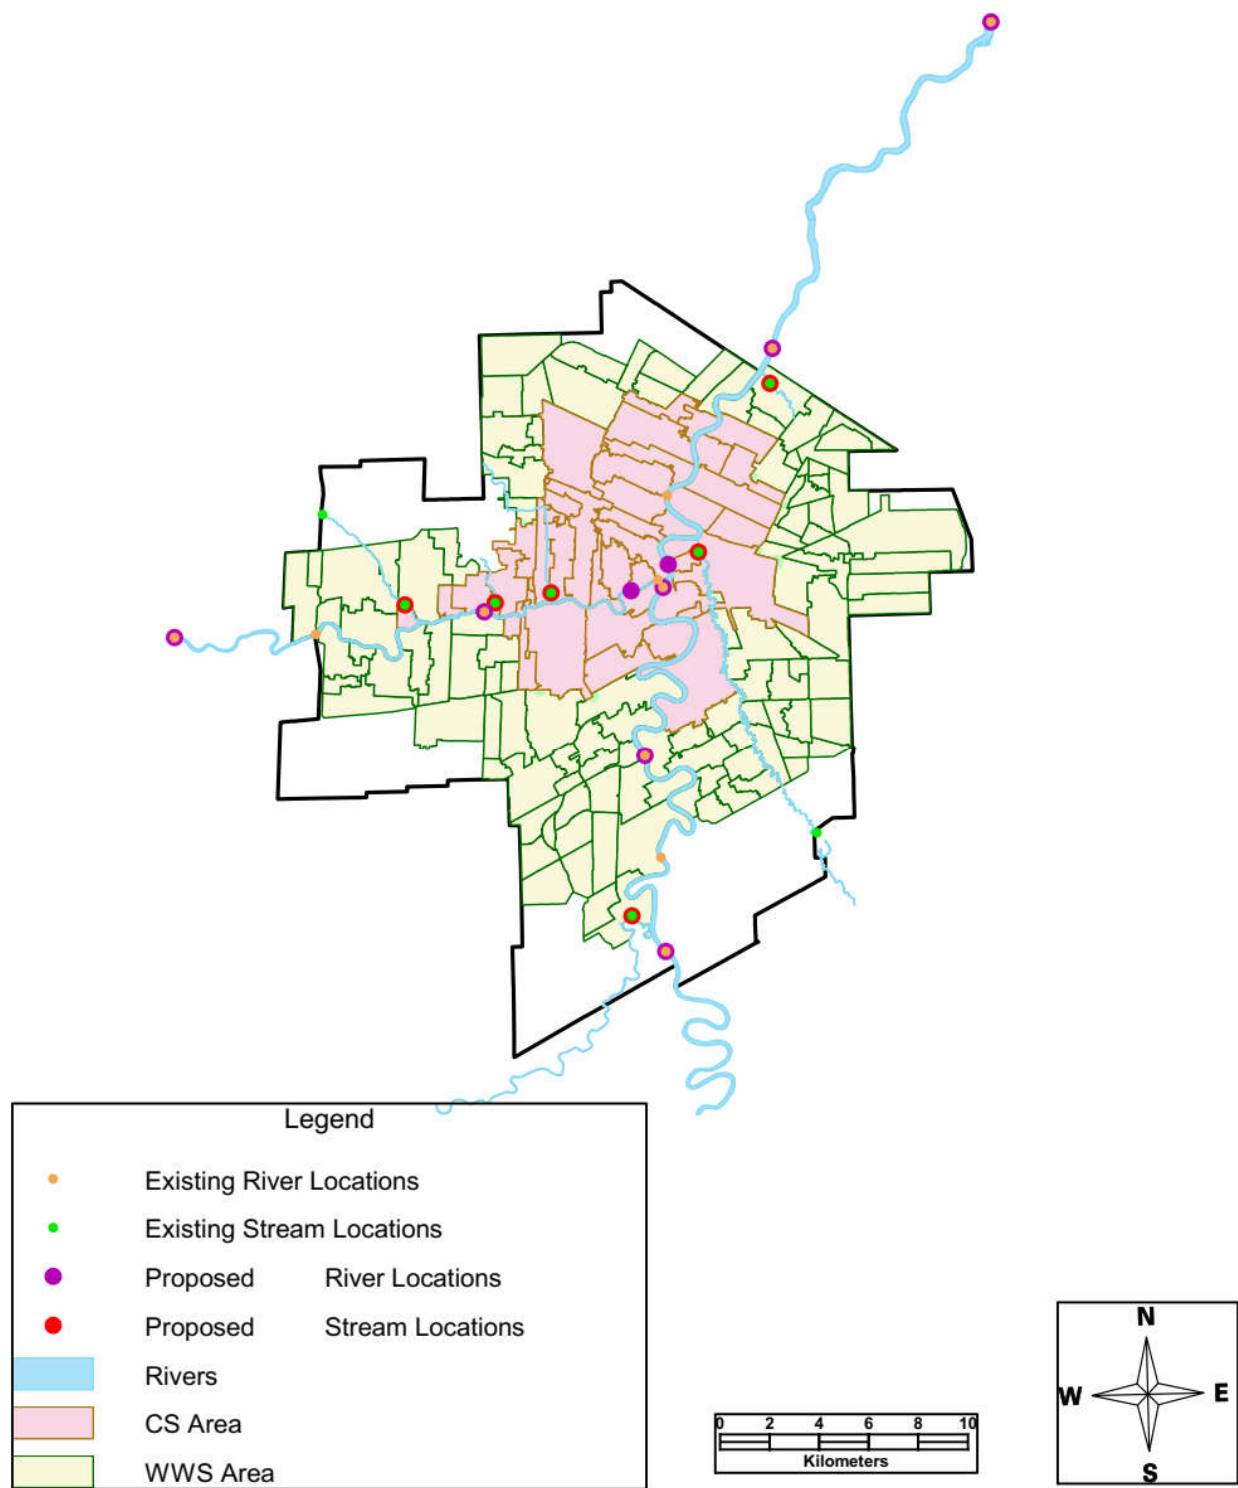 Legend
Existing River Locations
Existing Stream Locations
Proposed River Locations
Proposed Stream Locations
Rivers
CS Area
WWS Area
0 2 4 6 8 10
Kilometers
N
W E
S